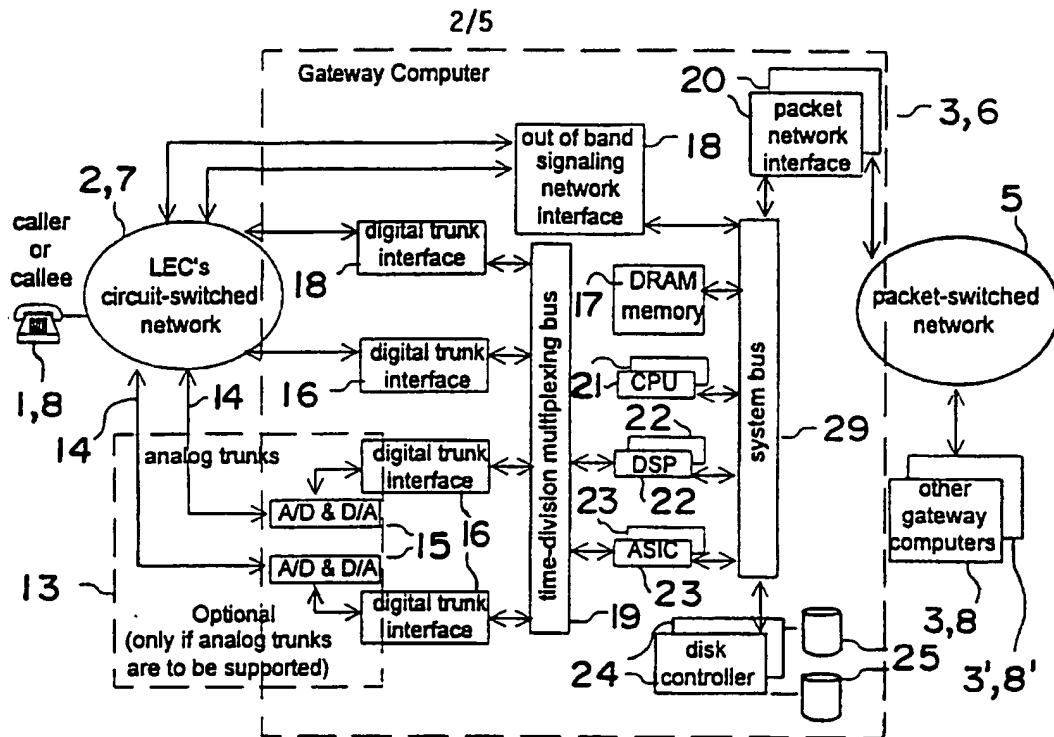 2/5
Gateway Computer
20
packet
network
interface
3,6
out of band
signaling
network
interface
18
2,7
caller
or
callee
LEC's
circuit-switched
network
1,8
digital trunk
interface
18
digital trunk
interface
16
17
DRAM
memory
21
CPU
22
DSP
22
23
ASIC
23
time-division multiplexing bus
19
system bus
29
5
packet-switched
network
14
14
analog trunks
digital trunk
interface
A/D & D/A
15
16
A/D & D/A
digital trunk
interface
13
Optional
(only if analog trunks
are to be supported)
24
disk
controller
25
other
gateway
computers
3,8
3',8'